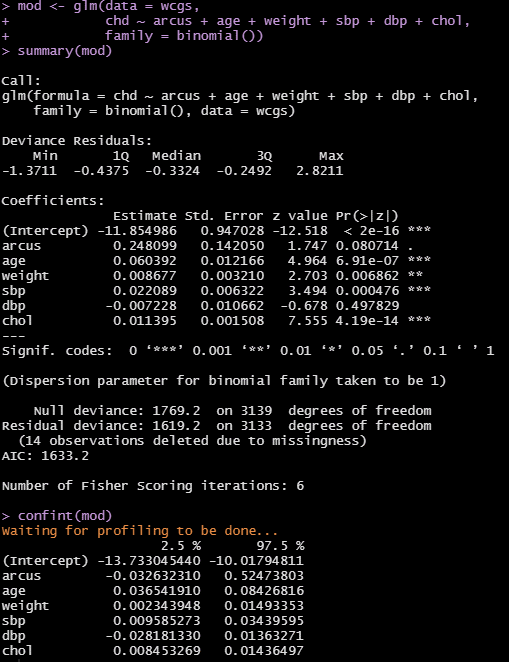 > mod <- glm(data = wcgs,
+ chd ~ arcus + age + weight + sbp + dbp + chol,
+ family = binomial())
> summary(mod)
Call:
glm(formula = chd ~ arcus + age + weight + sbp + dbp + chol,
family = binomial(), data = wcgs)
Deviance Residuals:
Min 1Q Median 3Q Max
-1.3711 -0.4375 -0.3324 -0.2492 2.8211
Coefficients:
Estimate Std. Error z value Pr(>|z|)
(Intercept) -11.854986 0.947028 -12.518 < 2e-16 ***
arcus 0.248099 0.142050 1.747 0.080714 .
age 0.060392 0.012166 4.964 6.91e-07 ***
weight 0.008677 0.003210 2.703 0.006862 **
sbp 0.022089 0.006322 3.494 0.000476 ***
dbp -0.007228 0.010662 -0.678 0.497829
chol 0.011395 0.001508 7.555 4.19e-14 ***
---
Signif. codes: 0 ‘***’ 0.001 ‘**’ 0.01 ‘*’ 0.05 ‘.’ 0.1 ‘ ’ 1
(Dispersion parameter for binomial family taken to be 1)
Null deviance: 1769.2 on 3139 degrees of freedom
Residual deviance: 1619.2 on 3133 degrees of freedom
(14 observations deleted due to missingness)
AIC: 1633.2
Number of Fisher Scoring iterations: 6
> confint(mod)
Waiting for profiling to be done...
2.5 % 97.5 %
(Intercept) -13.733045440 -10.01794811
arcus -0.032632310 0.52473803
age 0.036541910 0.08426816
weight 0.002343948 0.01493353
sbp 0.009585273 0.03439595
dbp -0.028181330 0.01363271
chol 0.008453269 0.01436497